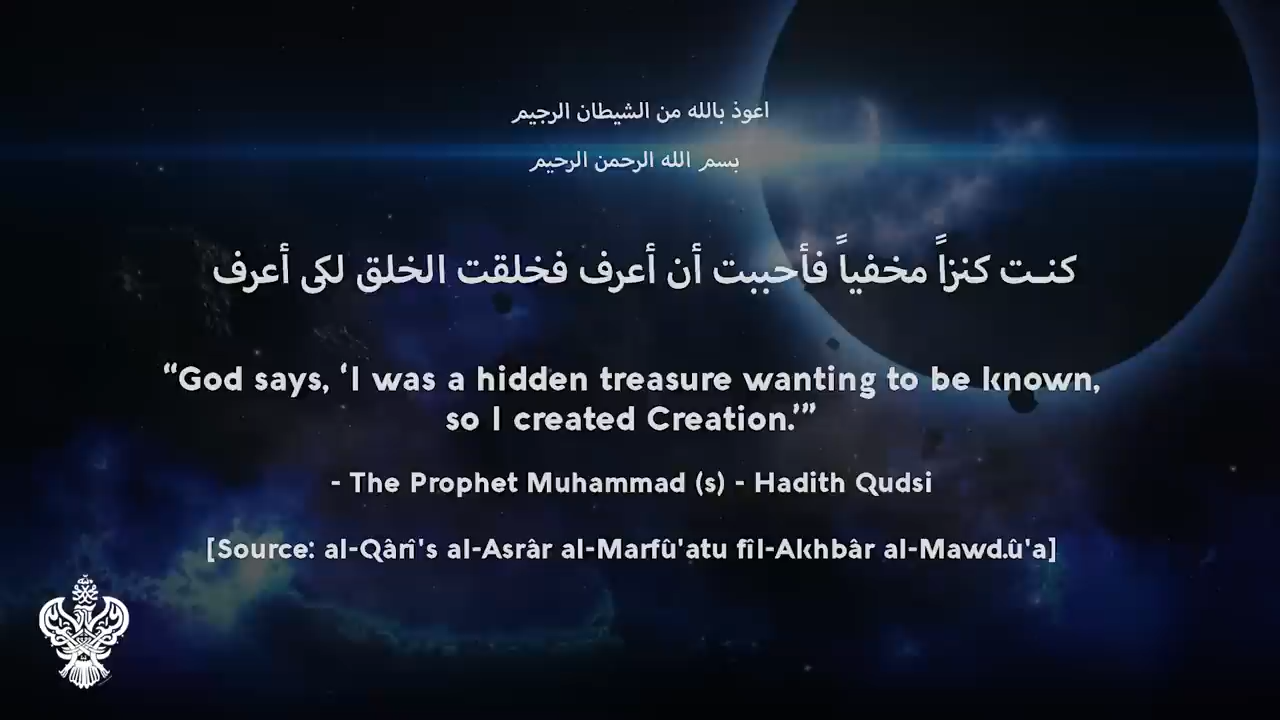 اعوذ بالله من الشيطان الرجيم
بسم الله الرحمن الرحيم
كنـت كنزاً مخفياً فأحببت أن أعرف فخلقت الخلق لكى أعرف
“God says, ‘I was a hidden treasure wanting to be known,
so I created Creation.’”
- The Prophet Muhammad (s) - Hadith Qudsi
[Source: al-Qârî's al-Asrâr al-Marfû'atu fîl-Akhbâr al-Mawd.û'a]